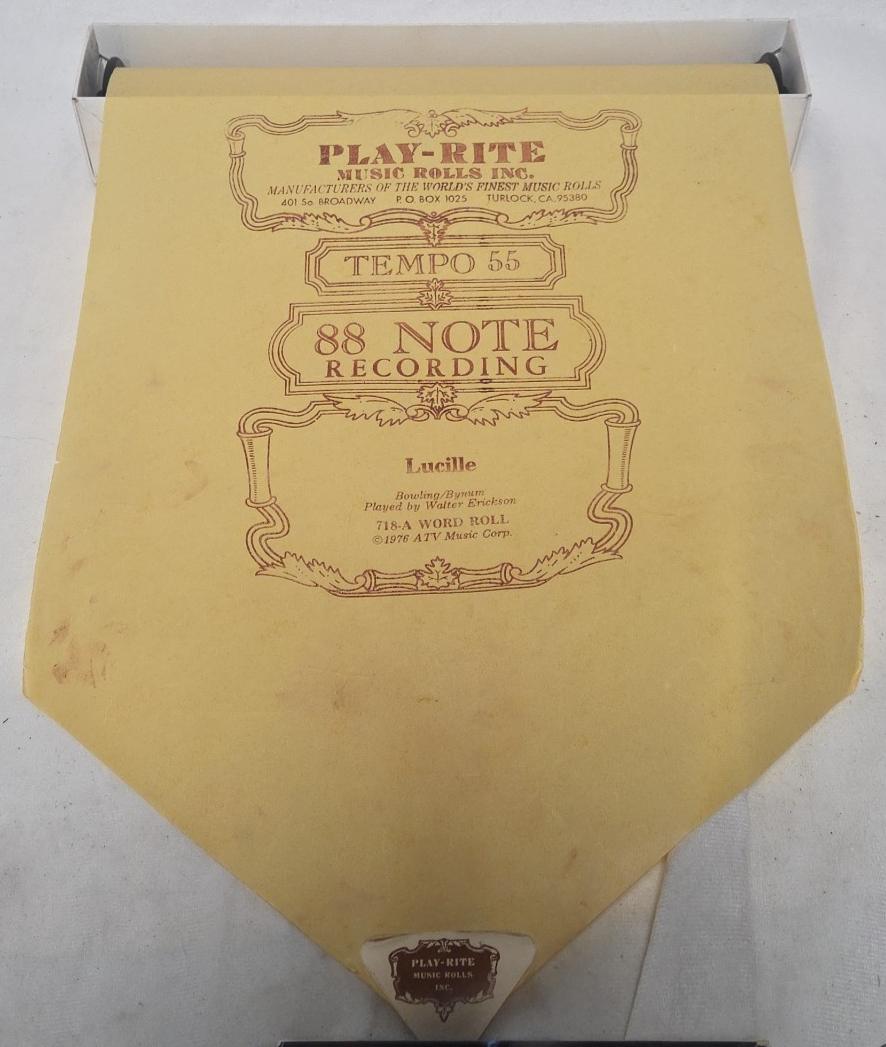 PLAY-RITE
MUSIC ROLLS INC.
MANUFACTURERS OF THE WORLD'S FINEST MUSIC ROLLS
401 So. BROADWAY P.O. BOX 1025 TURLOCK, CA. 95380
TEMPO 55
88 NOTE
RECORDING
Lucille
Bowling/Bynum
Played by Walter Erickson
718-A WORD ROLL
©1976 ATV Music Corp.
PLAY-RITE
MUSIC ROLLS
INC.